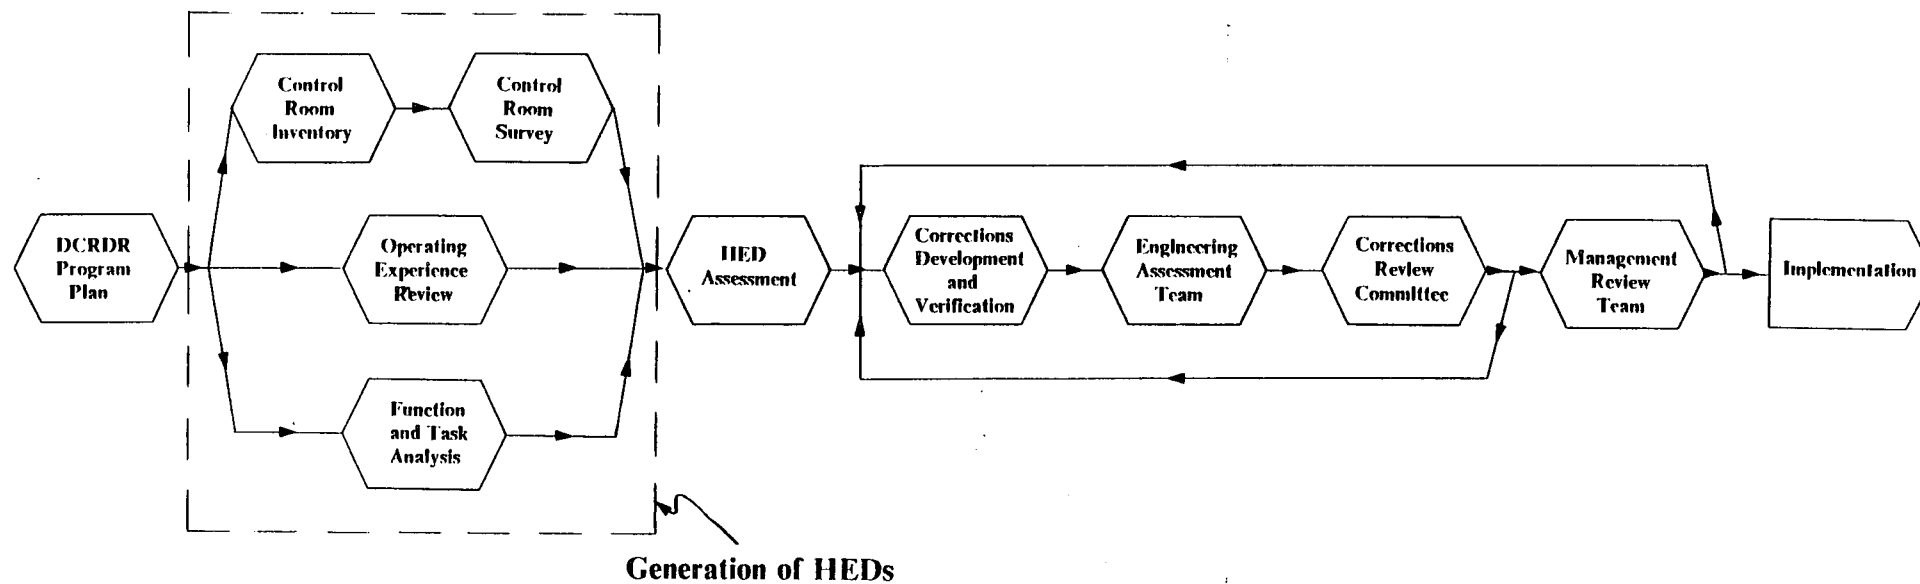 DCRDR
Program
Plan
Control
Room
Inventory
Control
Room
Survey
Operating
Experience
Review
Function
and Task
Analysis
HED
Assessment
Corrections
Development
and
Verification
Engineering
Assessment
Team
Corrections
Review
Committee
Management
Review
Team
Implementation
Generation of HEDs